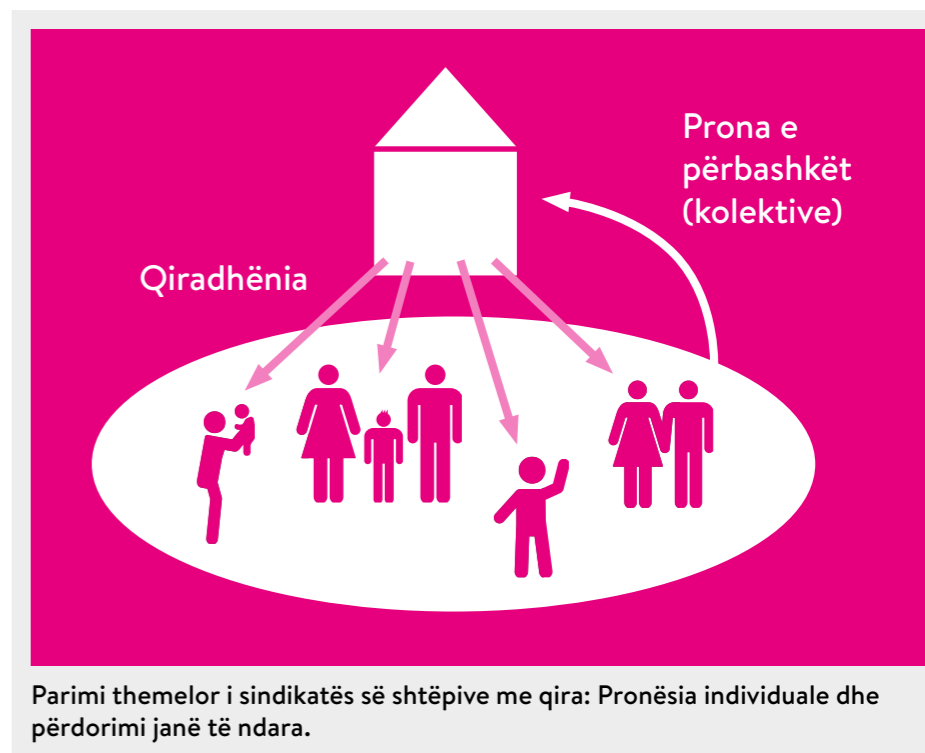 Prona e
përbashkët
(kolektive)
Qiradhënia
Parimi themelor i sindikatës së shtëpive me qira: Pronësia individuale dhe
përdorimi janë të ndara.